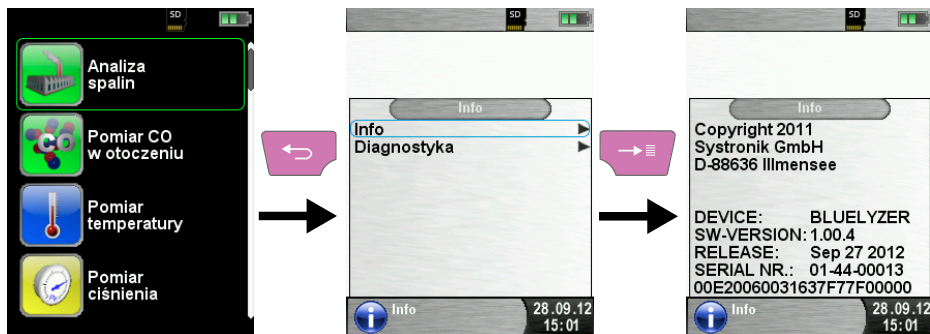 SD
Analiza
spalin
CO
Pomiar CO
w otoczeniu
Pomiar
temperatury
Pomiar
ciśnienia
SD
Info
Info
Diagnostyka
Info
28.09.12
15:01
SD
Info
Copyright 2011
Systronik GmbH
D-88636 Illmensee
DEVICE: BLUELYZER
SW-VERSION: 1.00.4
RELEASE: Sep 27 2012
SERIAL NR.: 01-44-00013
00E20060031637F77F00000
Info
28.09.12
15:01